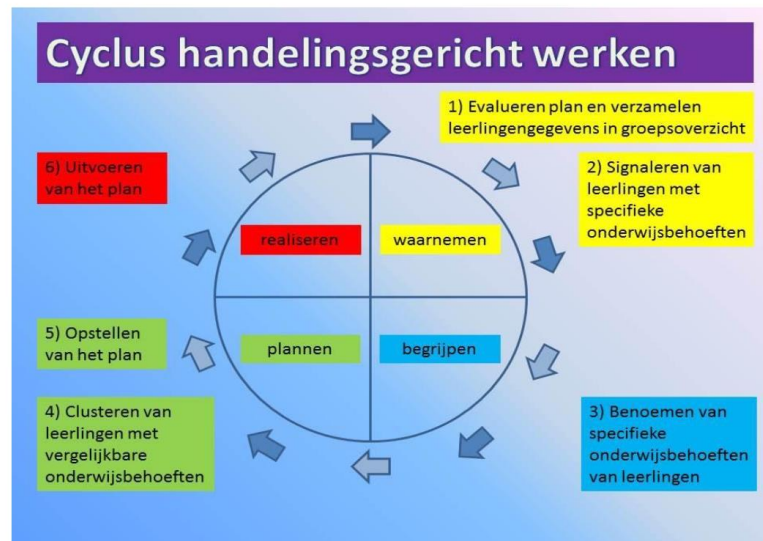 Cyclus handelingsgericht werken
1) Evalueren plan en verzamelen
leerlingengegevens in groepsoverzicht
2) Signaleren van
leerlingen met
specifieke
onderwijsbehoeften
6) Uitvoeren
van het plan
realiseren
waarnemen
5) Opstellen
van het plan
plannen
begrijpen
4) Clusteren van
leerlingen met
vergelijkbare
onderwijsbehoeften
3) Benoemen van
specifieke
onderwijsbehoeften
van leerlingen